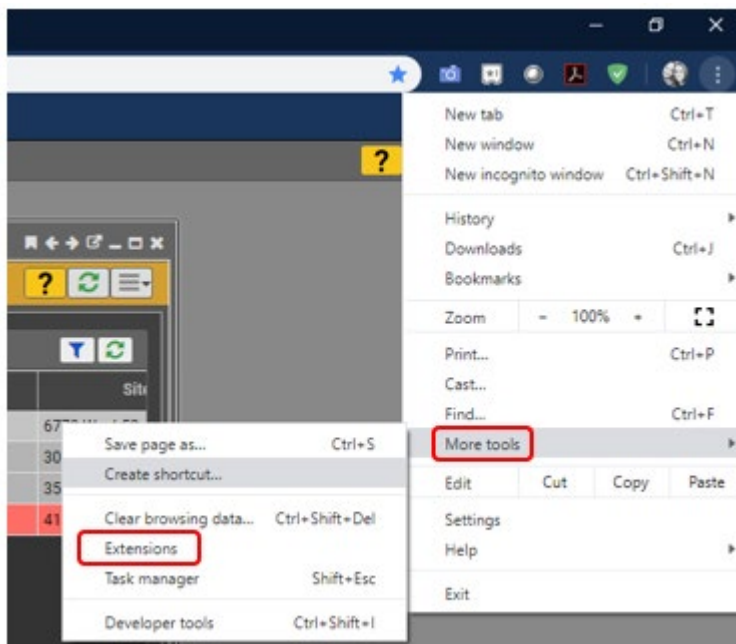 New tab Ctrl+T
New window Ctrl+N
New incognito window Ctrl+Shift+N
History
Downloads Ctrl+J
Bookmarks
Zoom - 100% +
Print... Ctrl+P
Cast...
Find... Ctrl+F
More tools
Edit Cut Copy Paste
Settings
Help
Exit
?
?
Site
30
35
41
Save page as... Ctrl+S
Create shortcut...
Clear browsing data... Ctrl+Shift+Del
Extensions
Task manager Shift+Esc
Developer tools Ctrl+Shift+I